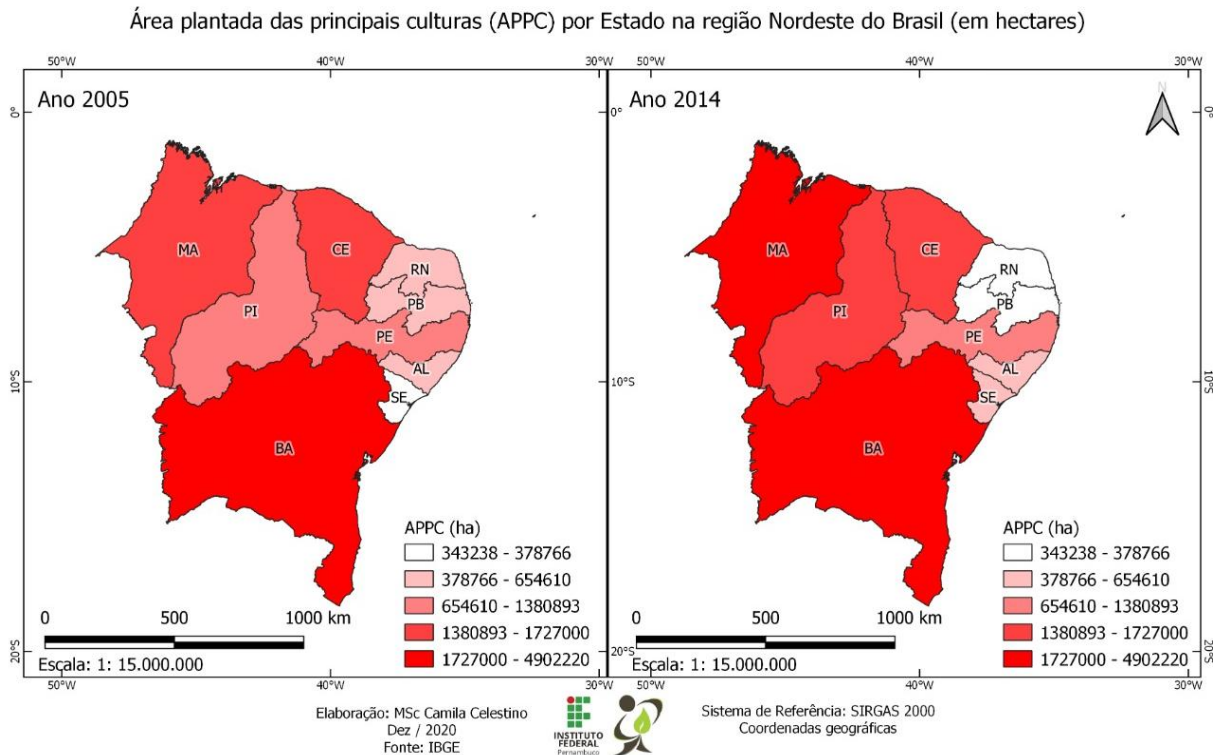 Área plantada das principais culturas (APPC) por Estado na região Nordeste do Brasil (em hectares)
50°W 40°W 30°W
Ano 2005
0°
10°S
20°S
MA
CE
RN
PB
PI
PE
AL
SE
BA
APPC (ha)
343238 - 378766
378766 - 654610
654610 - 1380893
1380893 - 1727000
1727000 - 4902220
0 500 1000 km
Escala: 1: 15.000.000
50°W 40°W 30°W
50°W 40°W 30°W
Ano 2014
N
0°
10°S
20°S
MA
CE
RN
PB
PI
PE
AL
SE
BA
APPC (ha)
343238 - 378766
378766 - 654610
654610 - 1380893
1380893 - 1727000
1727000 - 4902220
0 500 1000 km
Escala: 1: 15.000.000
50°W 40°W 30°W
Elaboração: MSc Camila Celestino
Dez / 2020
Fonte: IBGE
INSTITUTO
FEDERAL
Pernambuco
Sistema de Referência: SIRGAS 2000
Coordenadas geográficas